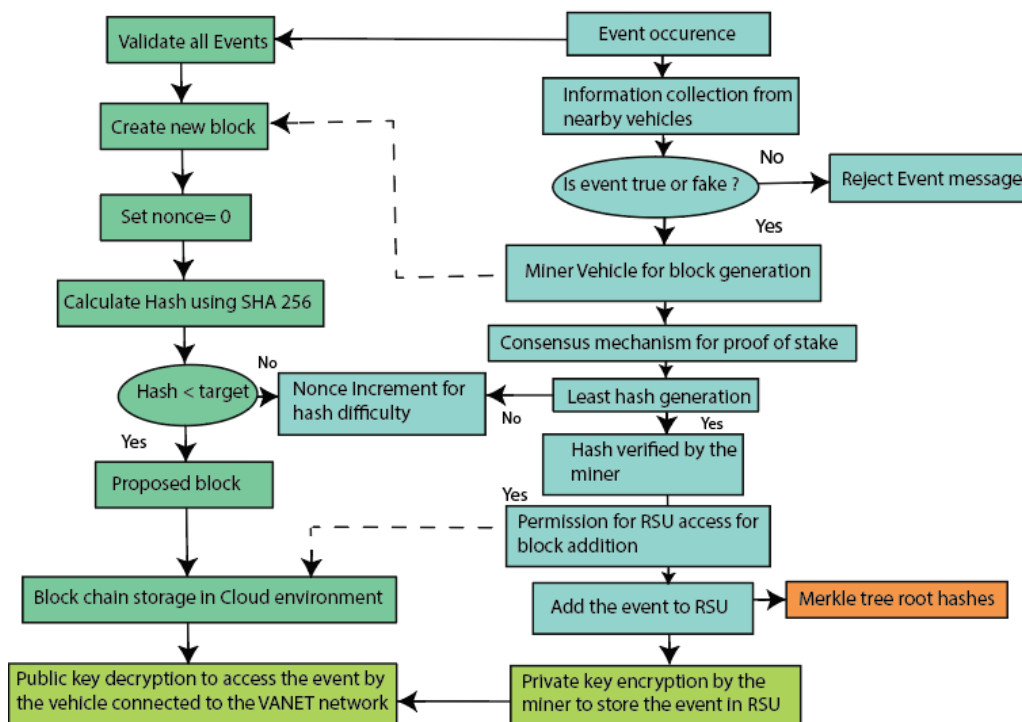 Validate all Events
Event occurence
Information collection from
nearby vehicles
Create new block
No
Is event true or fake ?
Reject Event message
Set nonce= 0
Yes
Miner Vehicle for block generation
Calculate Hash using SHA 256
Consensus mechanism for proof of stake
No
Hash < target
Nonce Increment for
hash difficulty
Least hash generation
No
Yes
Yes
Hash verified by the
miner
Proposed block
Yes
Permission for RSU access for
block addition
Block chain storage in Cloud environment
Add the event to RSU
Merkle tree root hashes
Public key decryption to access the event by
the vehicle connected to the VANET network
Private key encryption by the
miner to store the event in RSU